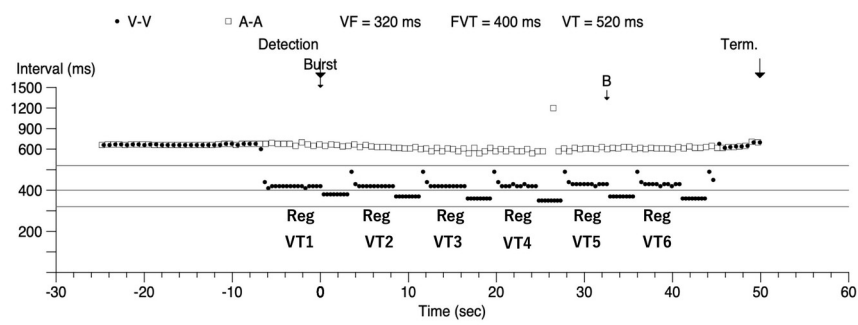 V-V A-A VF = 320 ms FVT = 400 ms VT = 520 ms
Detection Term.
Burst
Interval (ms)
B
1500
1200
900
600
400
200
Reg Reg Reg Reg Reg Reg
VT1 VT2 VT3 VT4 VT5 VT6
-30 -20 -10 0 10 20 30 40 50 60
Time (sec)